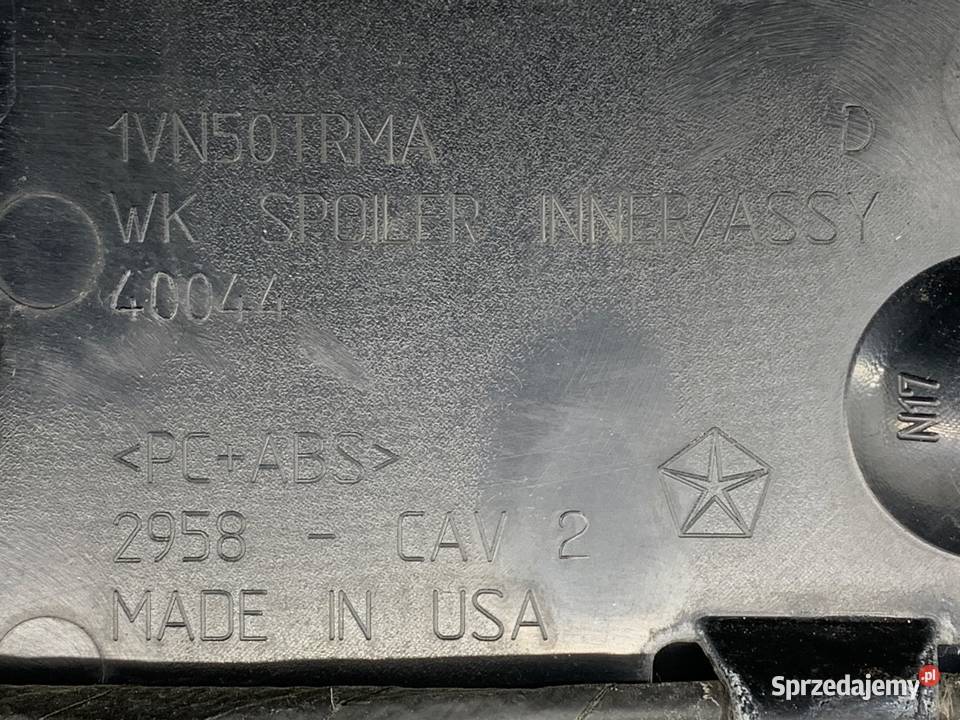 1VN50TRMA D
WK SPOILER INNER/ASSY
40044
N17
<PC+ABS>
2958 - CAV 2
MADE IN USA
Sprzedajemy.pl